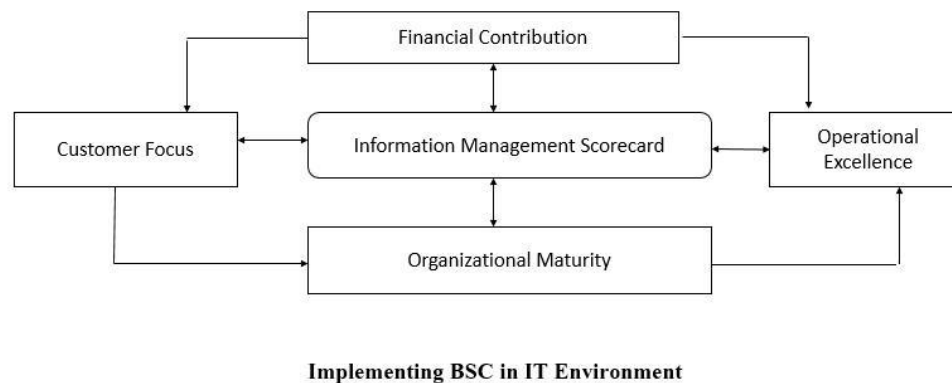 Financial Contribution
Customer Focus
Information Management Scorecard
Operational
Excellence
Organizational Maturity
Implementing BSC in IT Environment